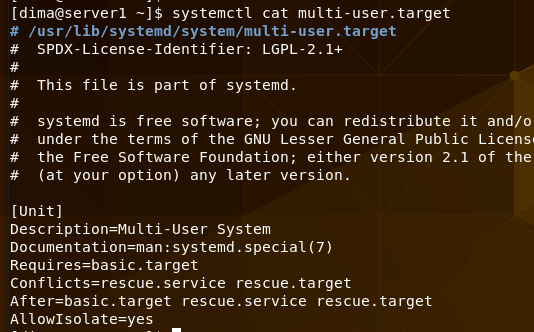 [dima@server1 ~]$ systemctl cat multi-user.target
# /usr/lib/systemd/system/multi-user.target
#  SPDX-License-Identifier: LGPL-2.1+
#
#  This file is part of systemd.
#
#  systemd is free software; you can redistribute it and/o
#  under the terms of the GNU Lesser General Public License
#  the Free Software Foundation; either version 2.1 of the
#  (at your option) any later version.

[Unit]
Description=Multi-User System
Documentation=man:systemd.special(7)
Requires=basic.target
Conflicts=rescue.service rescue.target
After=basic.target rescue.service rescue.target
AllowIsolate=yes